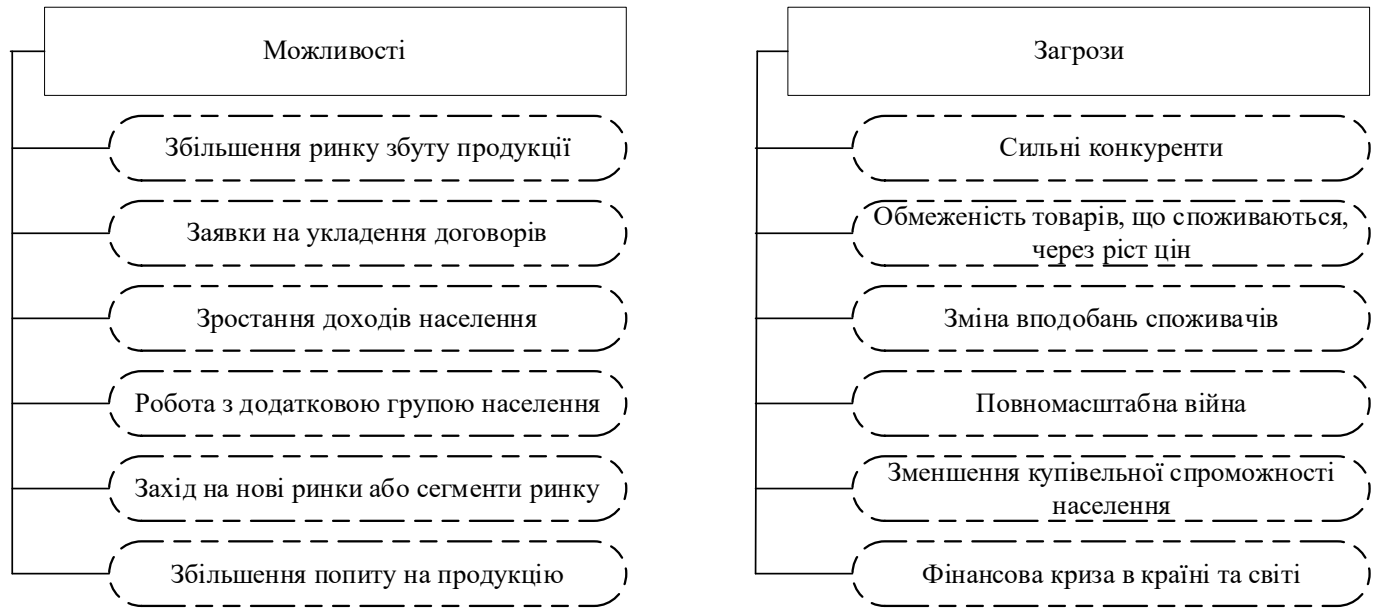 Можливості
Збільшення ринку збуту продукції
Заявки на укладення договорів
Зростання доходів населення
Робота з додатковою групою населення
Захід на нові ринки або сегменти ринку
Збільшення попиту на продукцію
Загрози
Сильні конкуренти
Обмеженість товарів, що споживаються,
через ріст цін
Зміна вподобань споживачів
Повномасштабна війна
Зменшення купівельної спроможності
населення
Фінансова криза в країні та світі